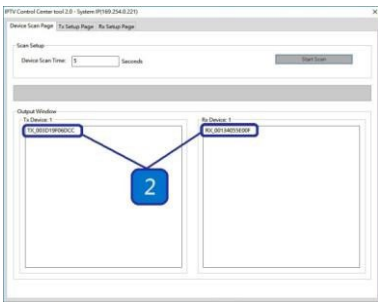 IPTV Control Center tool 2.0 - System IP(169.254.0.221)
Device Scan Page Tx Setup Page Rx Setup Page
Scan Setup
Device Scan Time: 5 Seconds Start Scan
Output Window
Tx Device: 1 Rx Device: 1
2